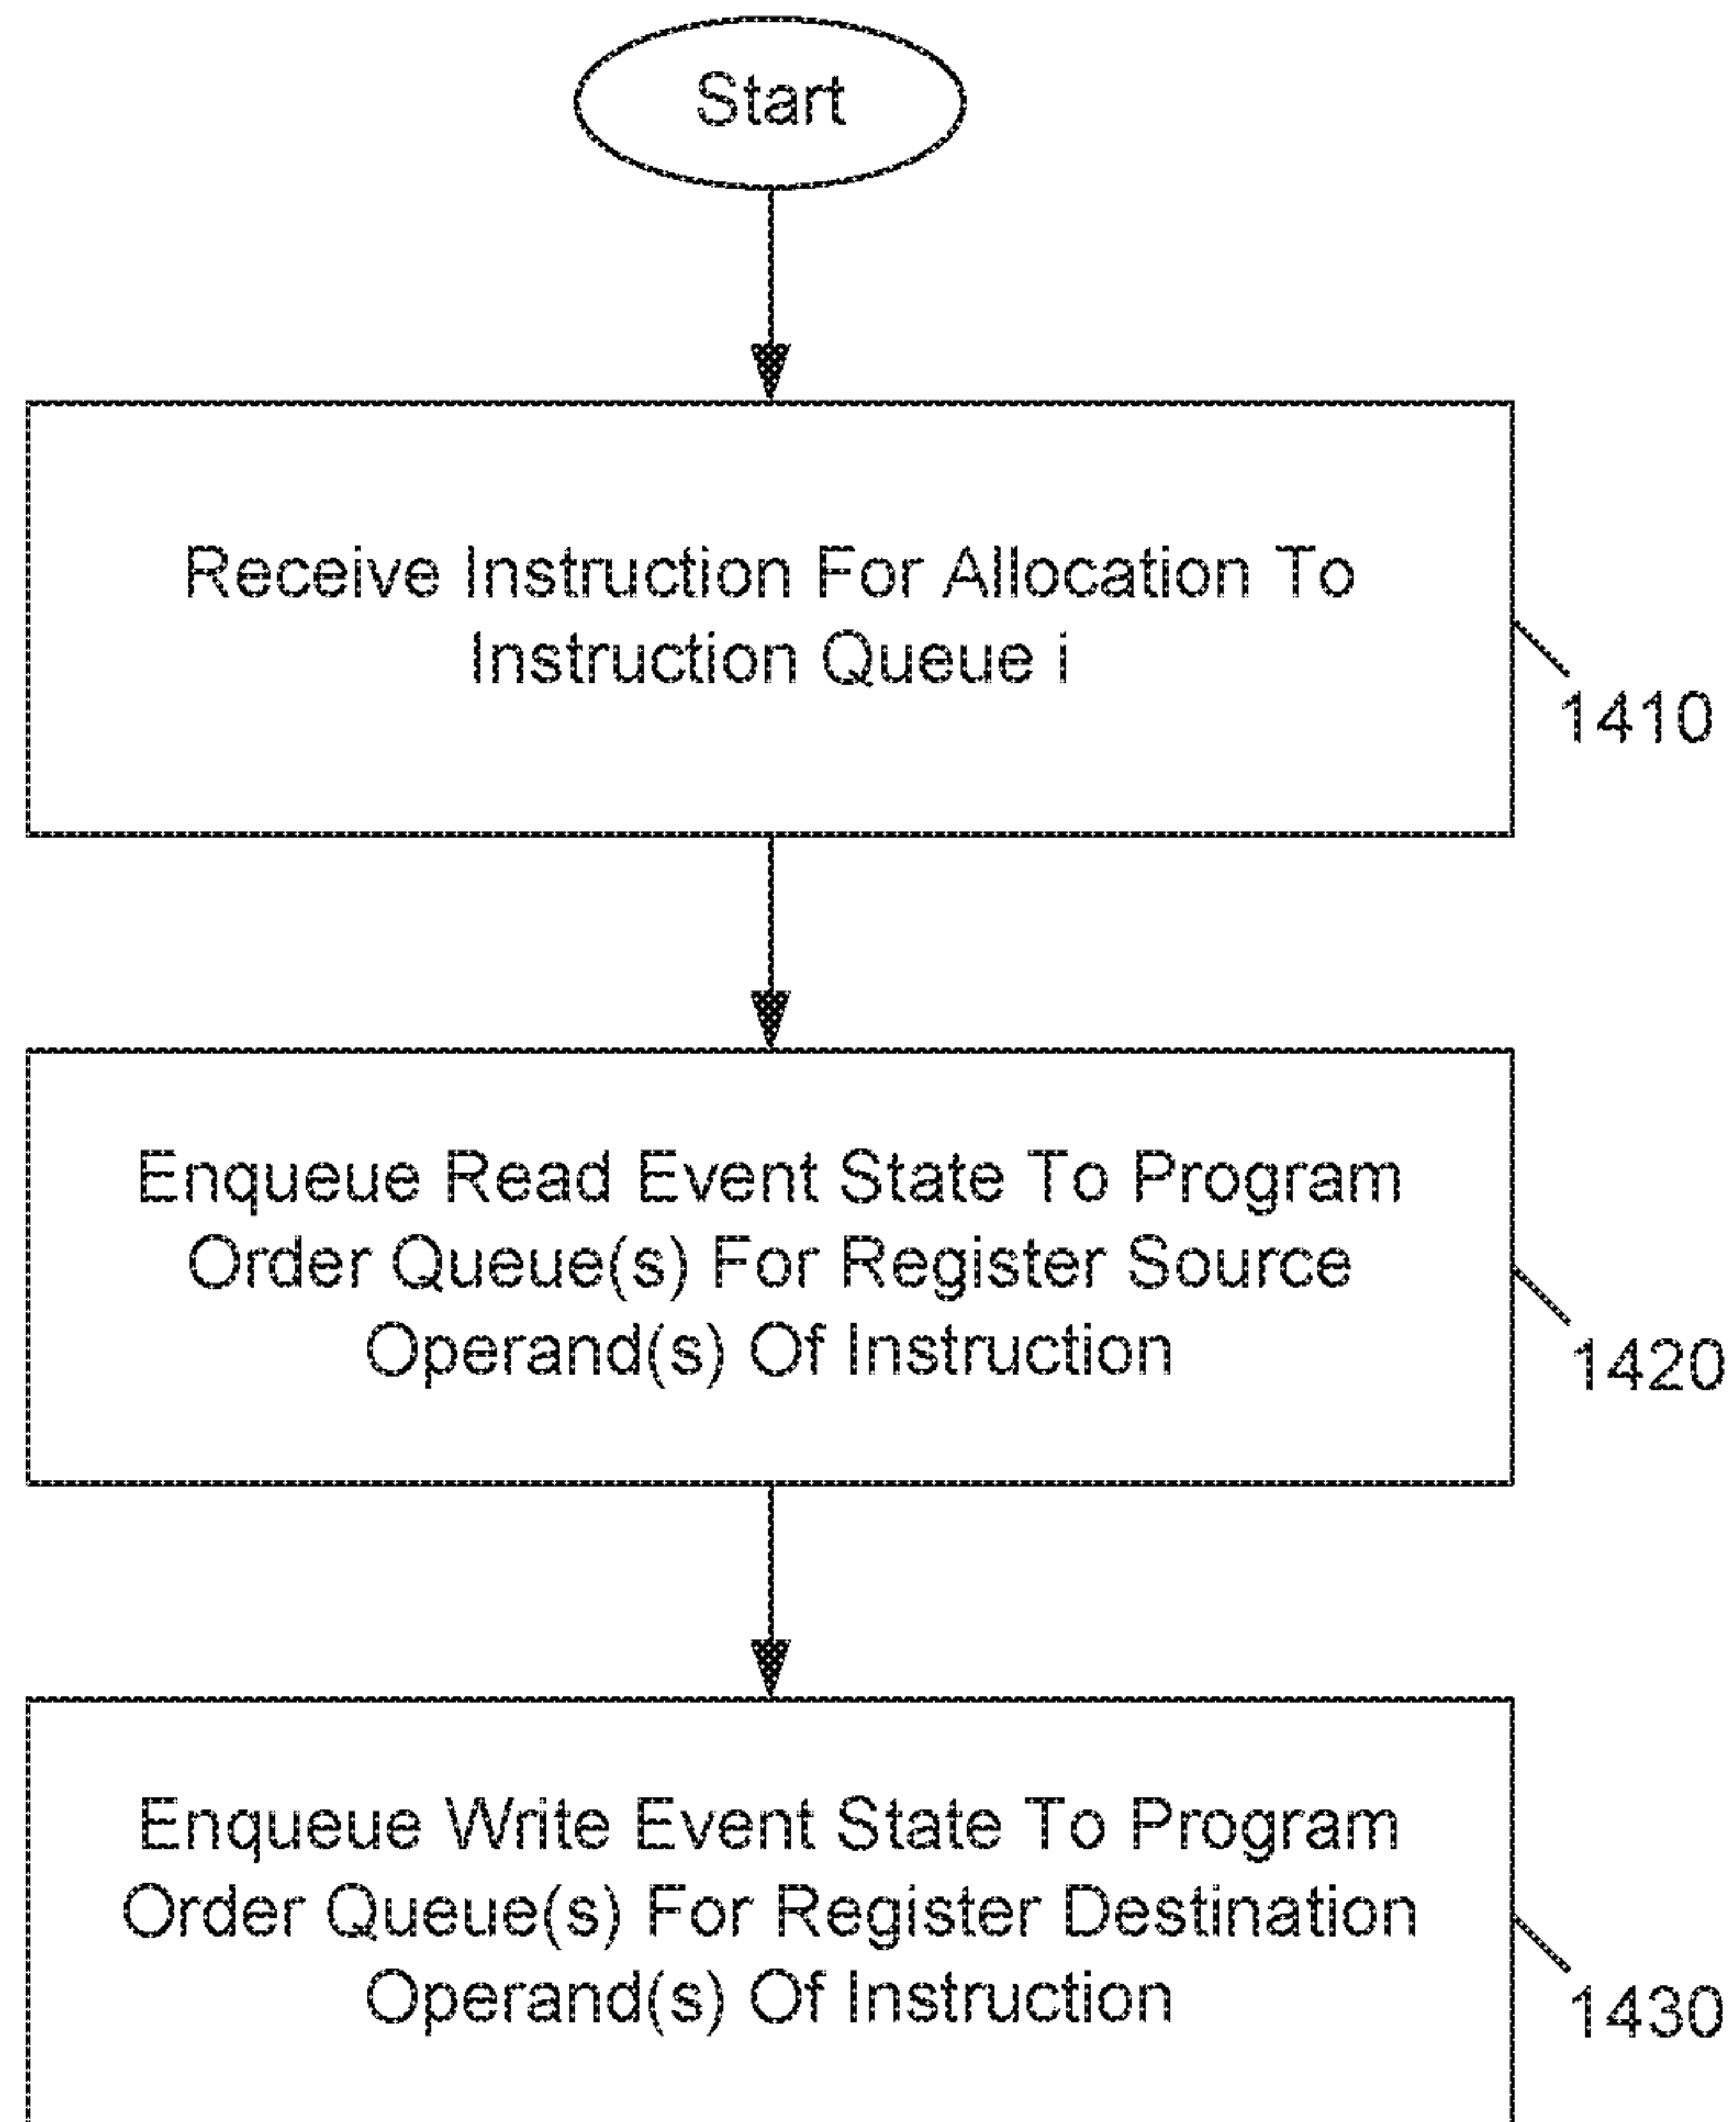 Start
Receive Instruction For Allocation To
Instruction Queue i
1410
Enqueue Read Event State To Program
Order Queue(s) For Register Source
Operand(s) Of Instruction
1420
Enqueue Write Event State To Program
Order Queue(s) For Register Destination
Operand(s) Of Instruction
1430